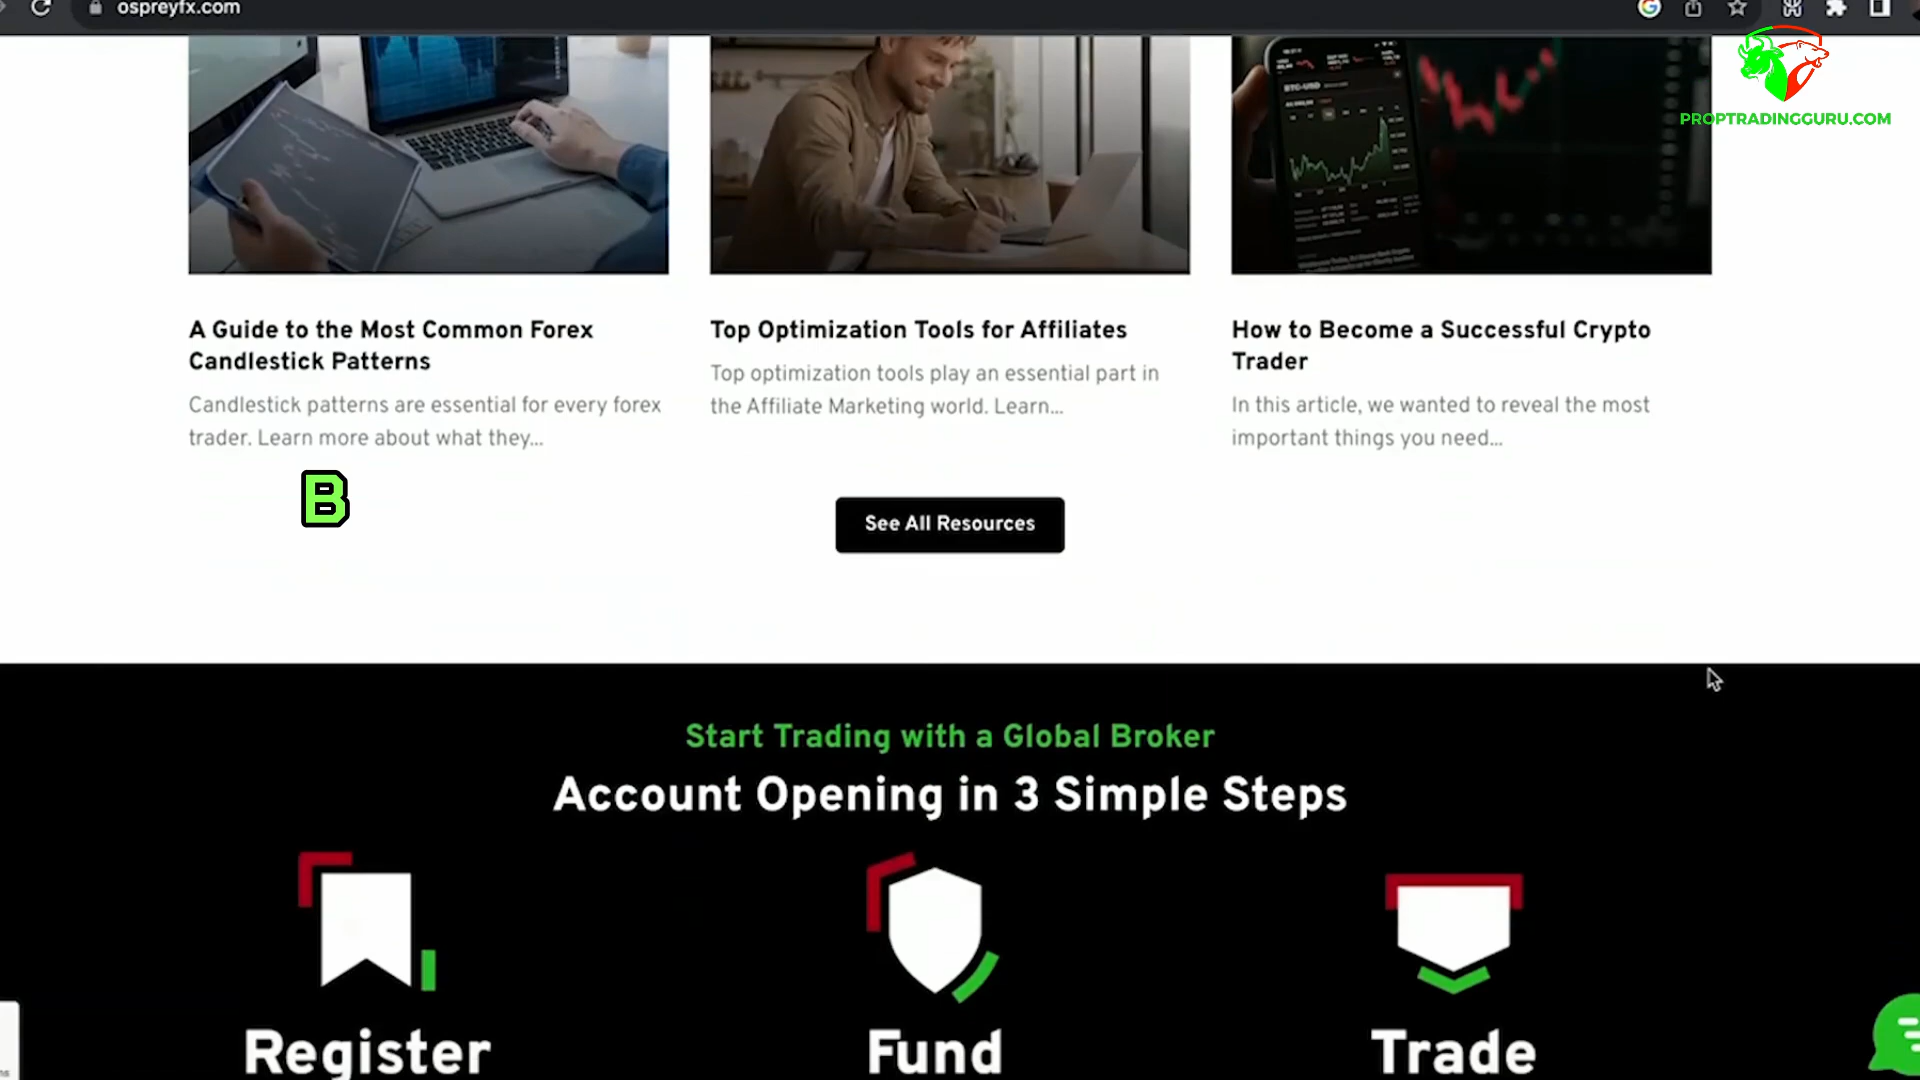 ospreyfx.com
PROPTRADINGGURU.COM
BTC-USD
A Guide to the Most Common Forex
Candlestick Patterns
Candlestick patterns are essential for every forex
trader. Learn more about what they...
Top Optimization Tools for Affiliates
Top optimization tools play an essential part in
the Affiliate Marketing world. Learn...
How to Become a Successful Crypto
Trader
In this article, we wanted to reveal the most
important things you need...
B
See All Resources
Start Trading with a Global Broker
Account Opening in 3 Simple Steps
Register
Fund
Trade